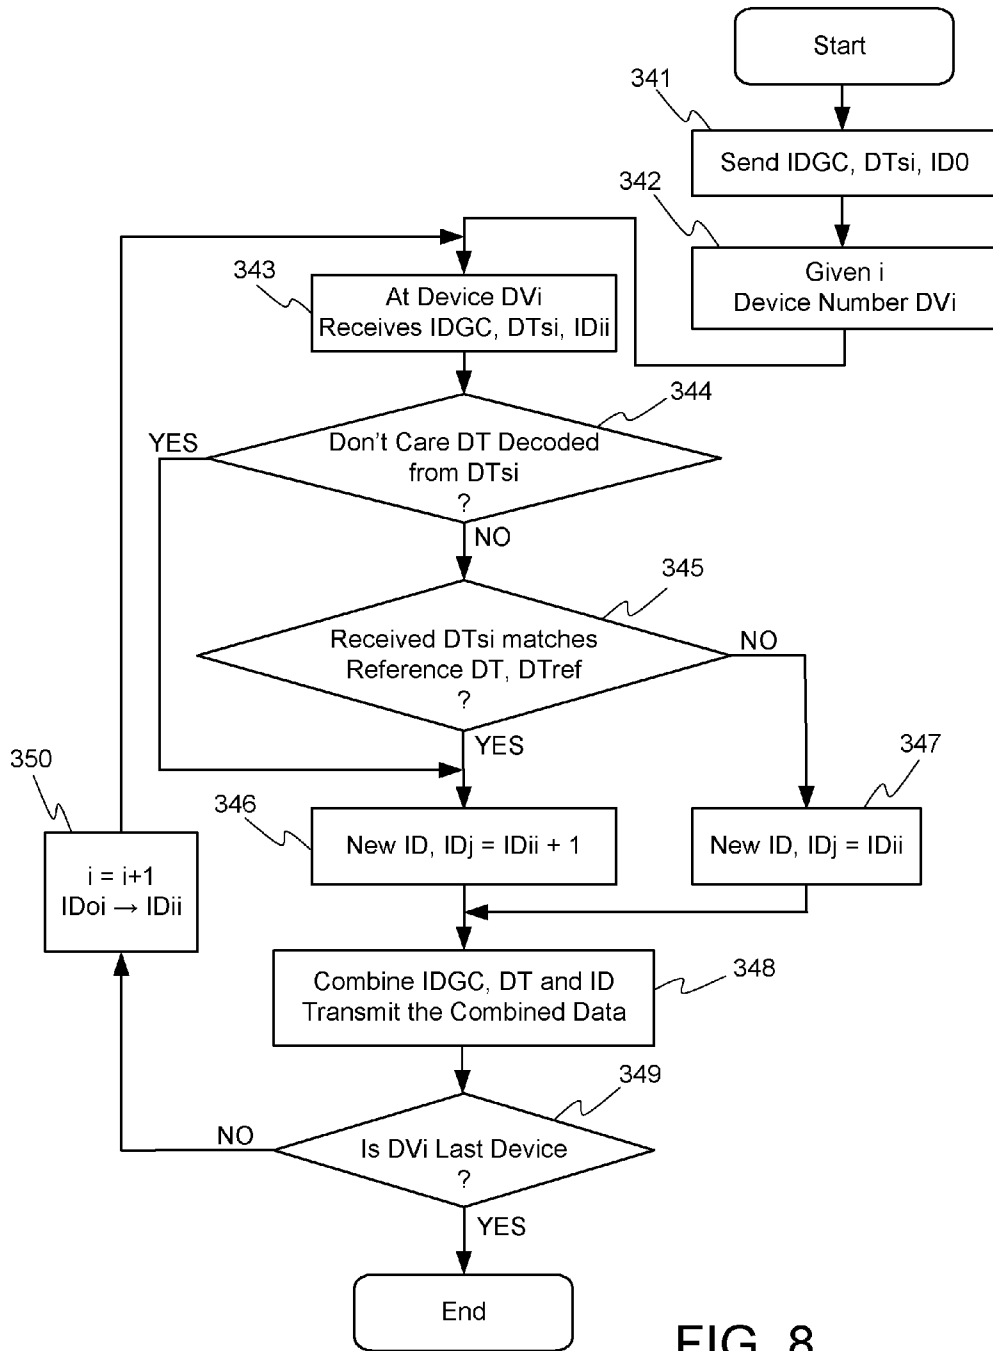 Start
341
Send IDGC, DTsi, ID0
342
Given i
Device Number DVi
343
At Device DVi
Receives IDGC, DTsi, IDii
344
YES
Don't Care DT Decoded
from DTsi
?
NO
345
Received DTsi matches
Reference DT, DTref
?
NO
YES
350
i = i+1
IDoi → IDii
346
New ID, IDj = IDii + 1
347
New ID, IDj = IDii
Combine IDGC, DT and ID
Transmit the Combined Data
348
349
NO
Is DVi Last Device
?
YES
End
FIG. 8